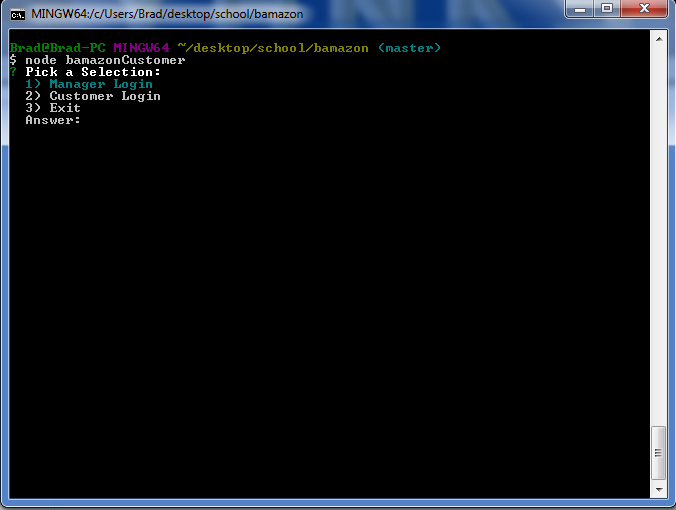 MINGW64:/c/Users/Brad/desktop/school/bamazon
Brad@Brad-PC MINGW64 ~/desktop/school/bamazon (master)
$ node bamazonCustomer
? Pick a Selection:
1) Manager Login
2) Customer Login
3) Exit
Answer: